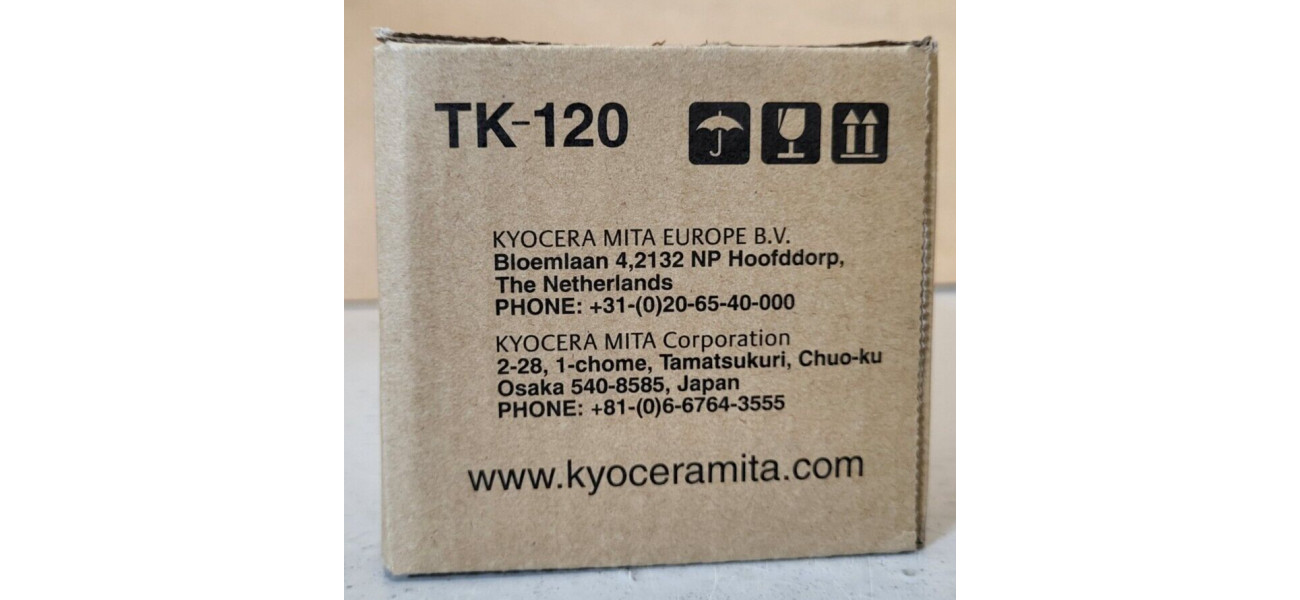 TK-120
KYOCERA MITA EUROPE B.V.
Bloemlaan 4,2132 NP Hoofddorp,
The Netherlands
PHONE: +31-(0)20-65-40-000
KYOCERA MITA Corporation
2-28, 1-chome, Tamatsukuri, Chuo-ku
Osaka 540-8585, Japan
PHONE: +81-(0)6-6764-3555
www.kyoceramita.com